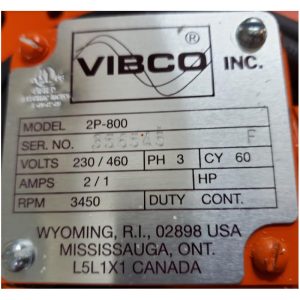 VIBCO ® INC.
MODEL 2P-800
SER. NO. F
VOLTS 230 / 460 PH 3 CY 60
AMPS 2 / 1 HP
RPM 3450 DUTY CONT.
WYOMING, R.I., 02898 USA
MISSISSAUGA, ONT.
L5L1X1 CANADA